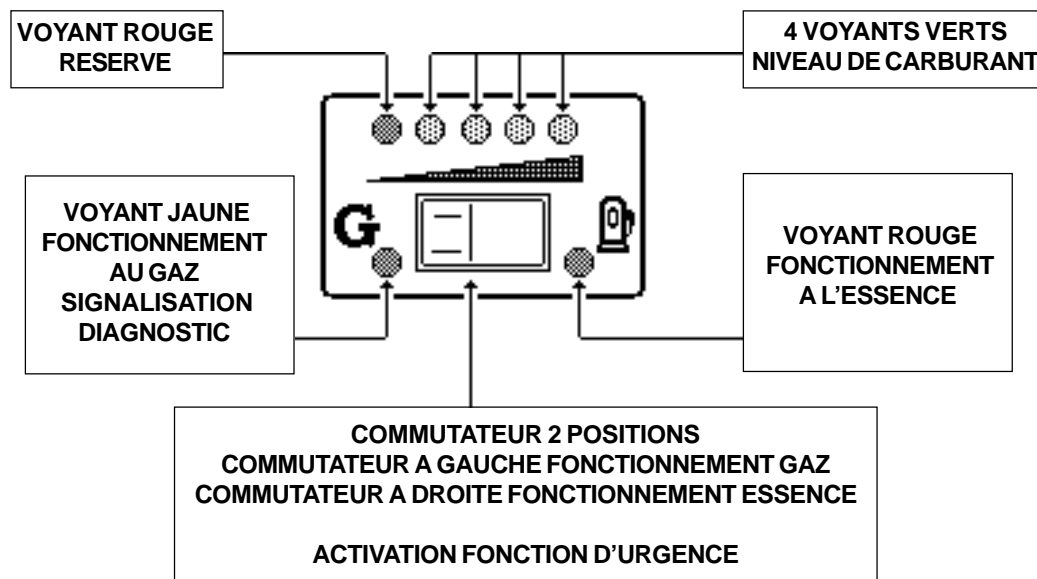 VOYANT ROUGE
RESERVE
4 VOYANTS VERTS
NIVEAU DE CARBURANT
VOYANT JAUNE
FONCTIONNEMENT
AU GAZ
SIGNALISATION
DIAGNOSTIC
G
VOYANT ROUGE
FONCTIONNEMENT
A L'ESSENCE
COMMUTATEUR 2 POSITIONS
COMMUTATEUR A GAUCHE FONCTIONNEMENT GAZ
COMMUTATEUR A DROITE FONCTIONNEMENT ESSENCE
ACTIVATION FONCTION D'URGENCE